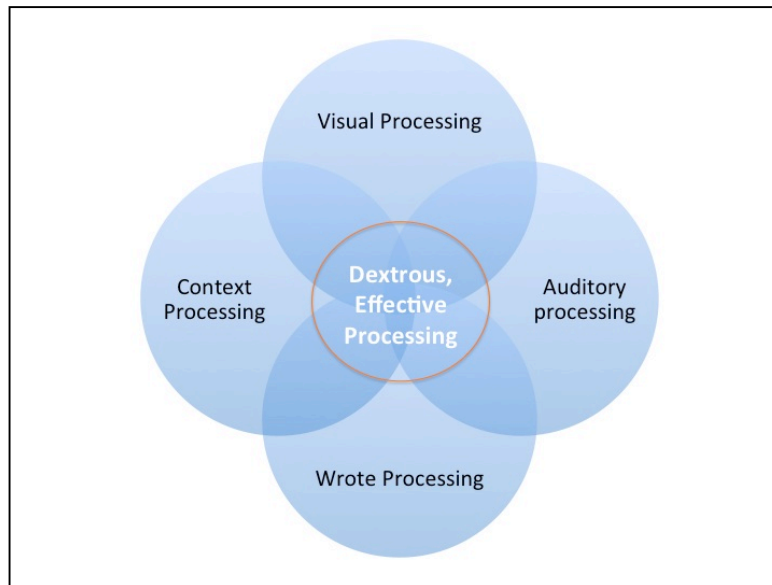 Visual Processing
Context
Processing
Dextrous,
Effective
Processing
Auditory
processing
Wrote Processing